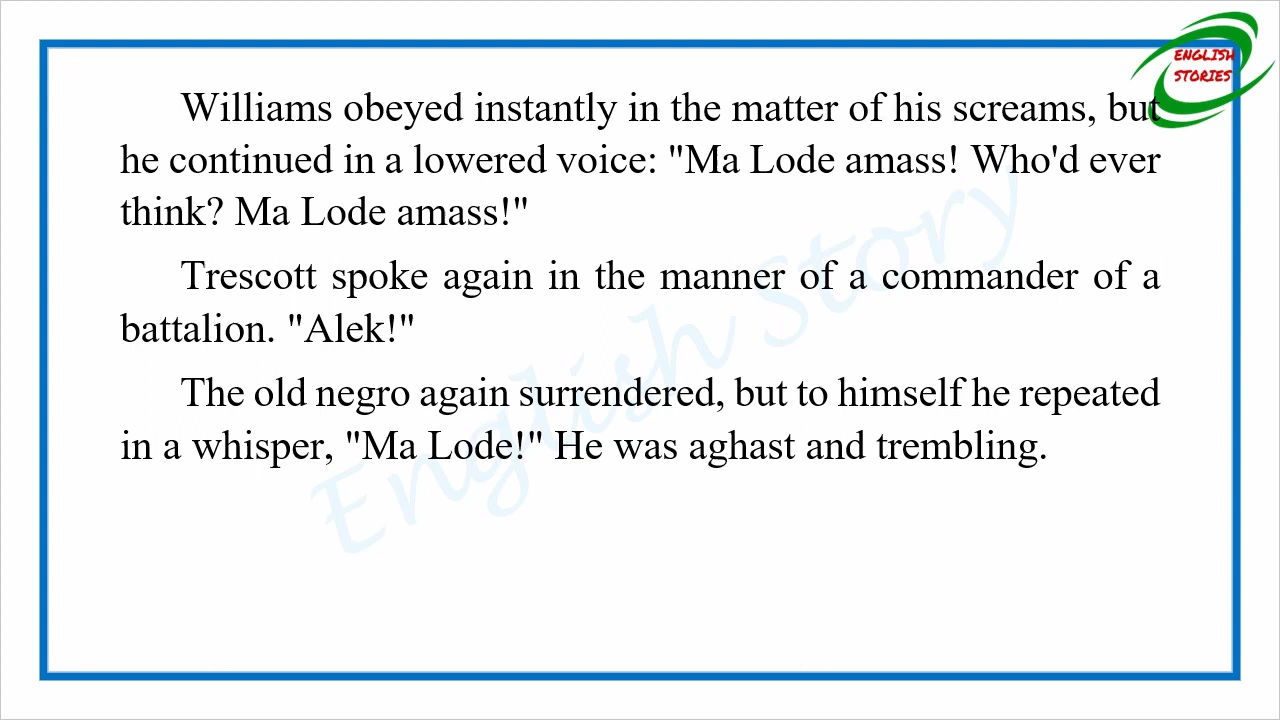 ENGLISH
STORIES
Williams obeyed instantly in the matter of his screams, but
he continued in a lowered voice: "Ma Lode amass! Who'd ever
think? Ma Lode amass!"
Trescott spoke again in the manner of a commander of a
battalion. "Alek!"
The old negro again surrendered, but to himself he repeated
in a whisper, "Ma Lode!" He was aghast and trembling.
English Story